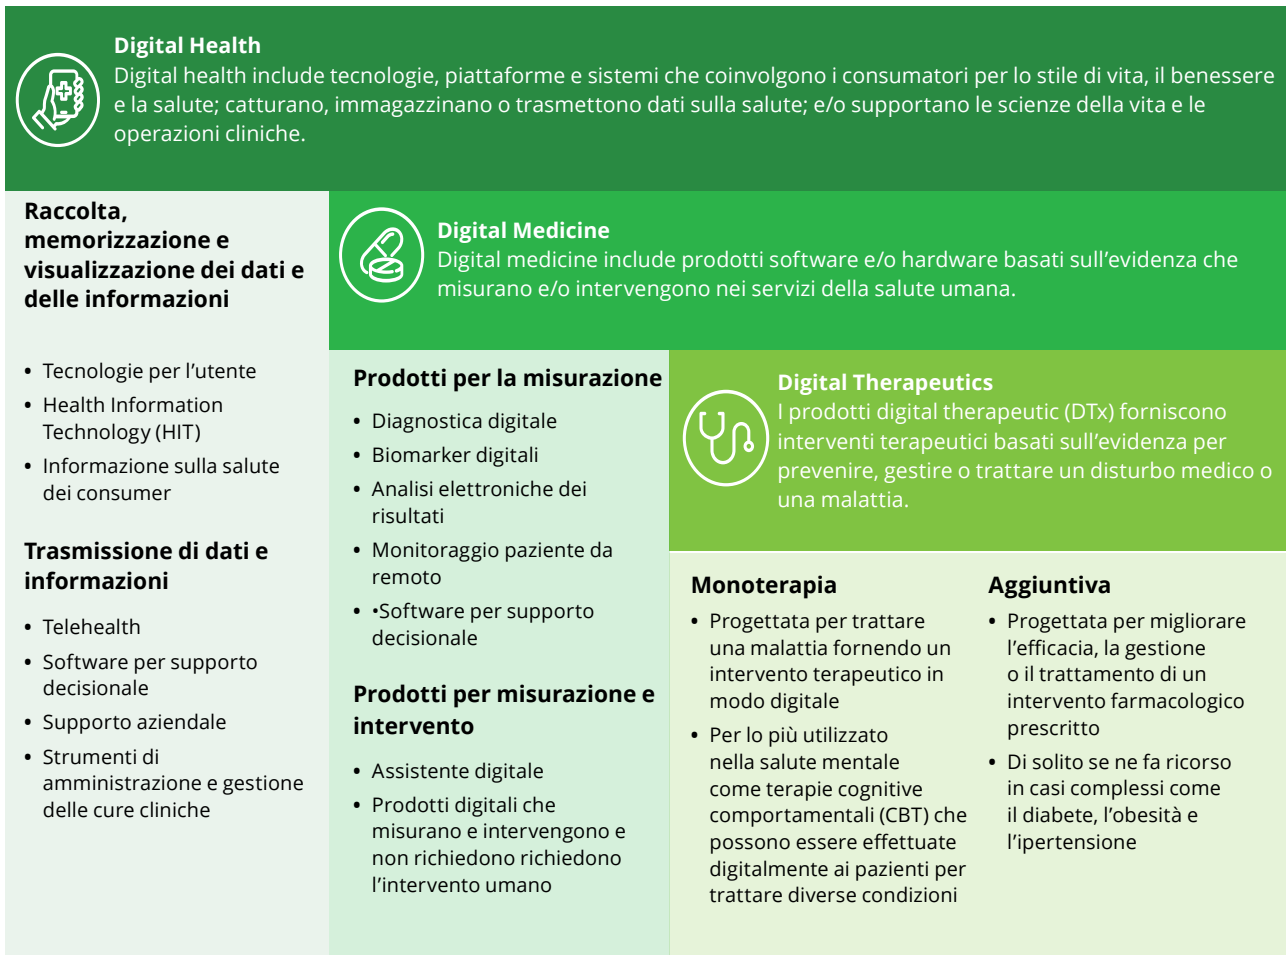 Digital Health
Digital health include tecnologie, piattaforme e sistemi che coinvolgono i consumatori per lo stile di vita, il benessere
e la salute; catturano, immagazzinano o trasmettono dati sulla salute; e/o supportano le scienze della vita e le
operazioni cliniche.
Raccolta,
memorizzazione e
visualizzazione dei dati e
delle informazioni
• Tecnologie per l'utente
• Health Information
Technology (HIT)
• Informazione sulla salute
dei consumer
Trasmissione di dati e
informazioni
• Telehealth
• Software per supporto
decisionale
• Supporto aziendale
• Strumenti di
amministrazione e gestione
delle cure cliniche
Digital Medicine
Digital medicine include prodotti software e/o hardware basati sull'evidenza che
misurano e/o intervengono nei servizi della salute umana.
Prodotti per la misurazione
• Diagnostica digitale
• Biomarker digitali
• Analisi elettroniche dei
risultati
• Monitoraggio paziente da
remoto
• •Software per supporto
decisionale
Prodotti per misurazione e
intervento
• Assistente digitale
• Prodotti digitali che
misurano e intervengono e
non richiedono richiedono
l'intervento umano
Digital Therapeutics
I prodotti digital therapeutic (DTx) forniscono
interventi terapeutici basati sull'evidenza per
prevenire, gestire o trattare un disturbo medico o
una malattia.
Monoterapia
• Progettata per trattare
una malattia fornendo un
intervento terapeutico in
modo digitale
• Per lo più utilizzato
nella salute mentale
come terapie cognitive
comportamentali (CBT) che
possono essere effettuate
digitalmente ai pazienti per
trattare diverse condizioni
Aggiuntiva
• Progettata per migliorare
l'efficacia, la gestione
o il trattamento di un
intervento farmacologico
prescritto
• Di solito se ne fa ricorso
in casi complessi come
il diabete, l'obesità e
l'ipertensione